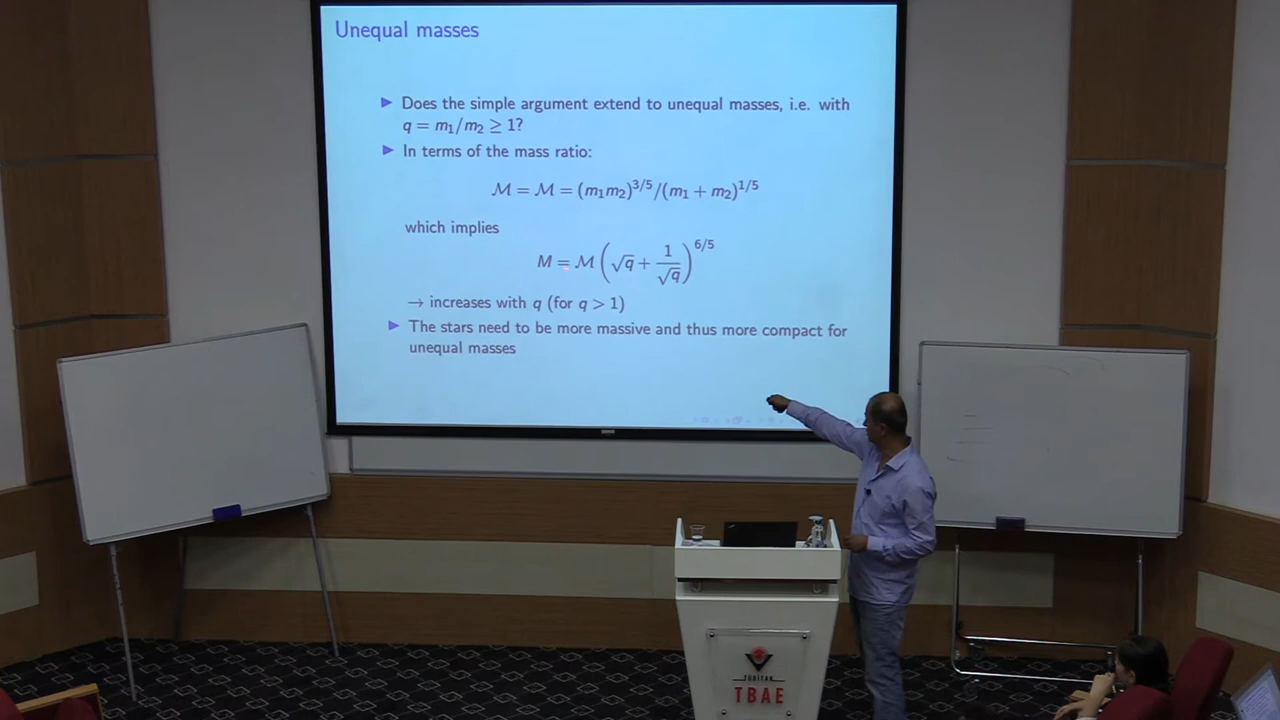 Unequal masses
▶ Does the simple argument extend to unequal masses, i.e. with
q = m₁/m₂ ≥ 1?
▶ In terms of the mass ratio:
ℳ = ℳ = (m₁m₂)^{3/5}/(m₁ + m₂)^{1/5}
which implies
M = ℳ (√q + 1/√q)^{6/5}
→ increases with q (for q > 1)
▶ The stars need to be more massive and thus more compact for
unequal masses
TÜBİTAK
TBAE